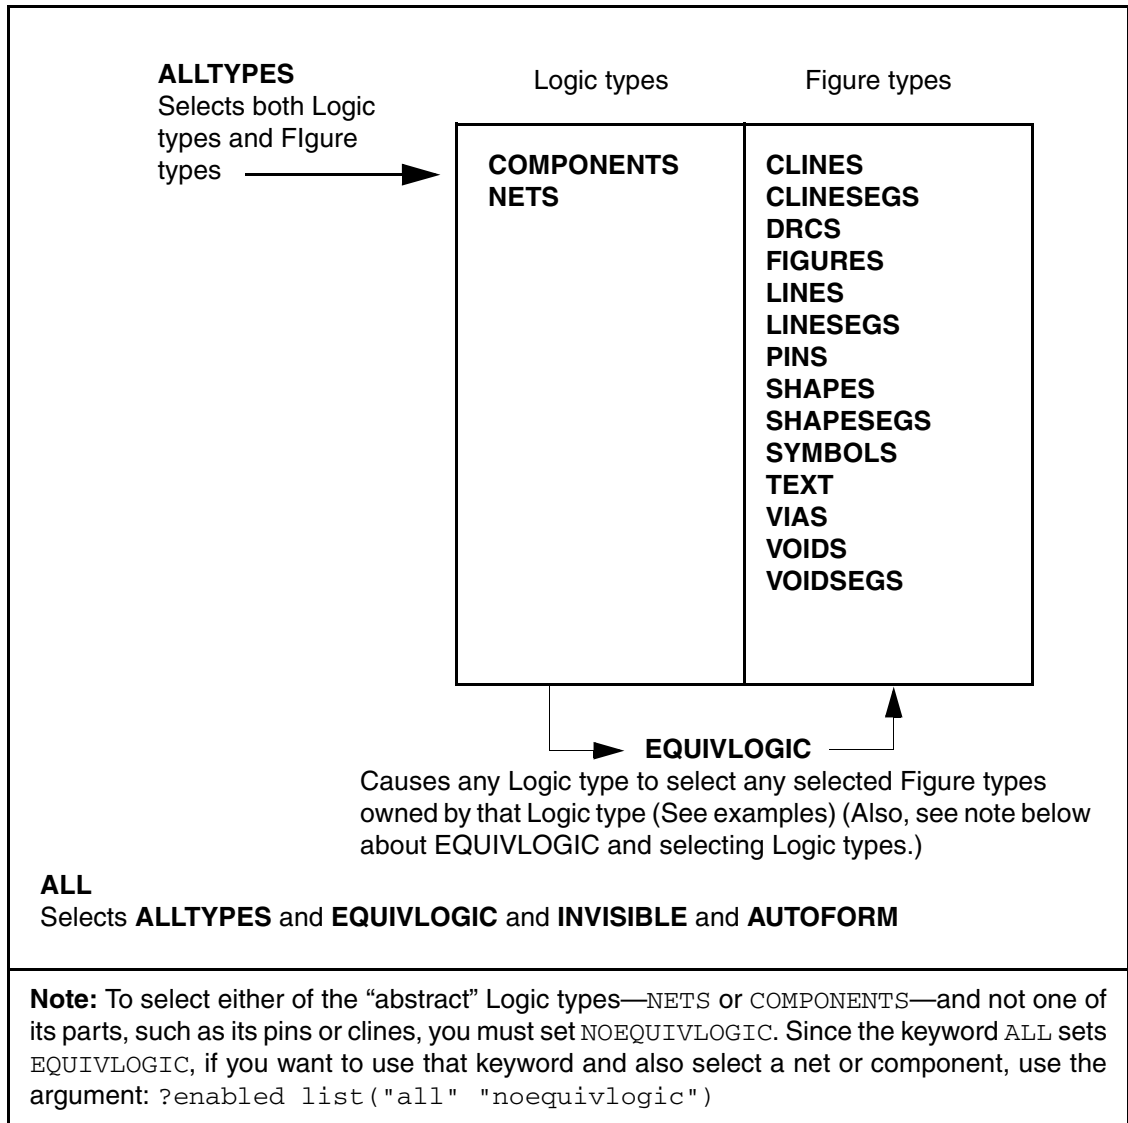 ALLTYPES
Selects both Logic
types and FIgure
types
Logic types
Figure types
COMPONENTS
NETS
CLINES
CLINESEGS
DRCS
FIGURES
LINES
LINESEGS
PINS
SHAPES
SHAPESEGS
SYMBOLS
TEXT
VIAS
VOIDS
VOIDSEGS
EQUIVLOGIC
Causes any Logic type to select any selected Figure types
owned by that Logic type (See examples) (Also, see note below
about EQUIVLOGIC and selecting Logic types.)
ALL
Selects ALLTYPES and EQUIVLOGIC and INVISIBLE and AUTOFORM
Note: To select either of the “abstract” Logic types—NETS or COMPONENTS—and not one of
its parts, such as its pins or clines, you must set NOEQUIVLOGIC. Since the keyword ALL sets
EQUIVLOGIC, if you want to use that keyword and also select a net or component, use the
argument: ?enabled list("all" "noequivlogic")